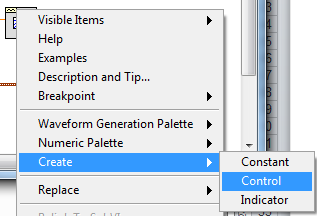 Visible Items
Help
Examples
Description and Tip...
Breakpoint
Waveform Generation Palette
Numeric Palette
Create
Constant
Control
Indicator
Replace